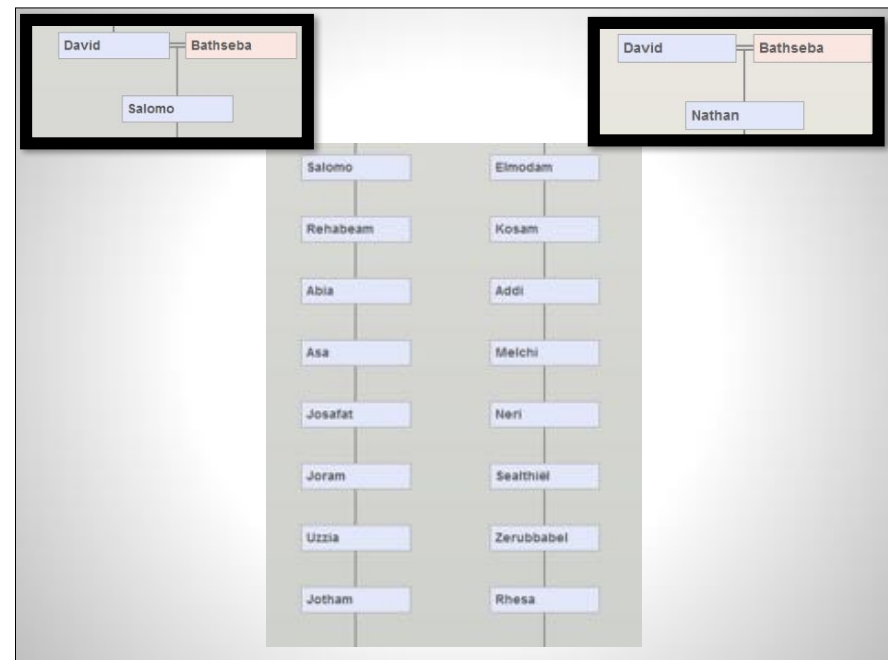 David Bathseba
Salomo
David Bathseba
Nathan
Salomo Elmodam
Rehabeam Kosam
Abia Addi
Asa Melchi
Josafat Neri
Joram Sealthiël
Uzzia Zerubbabel
Jotham Rhesa